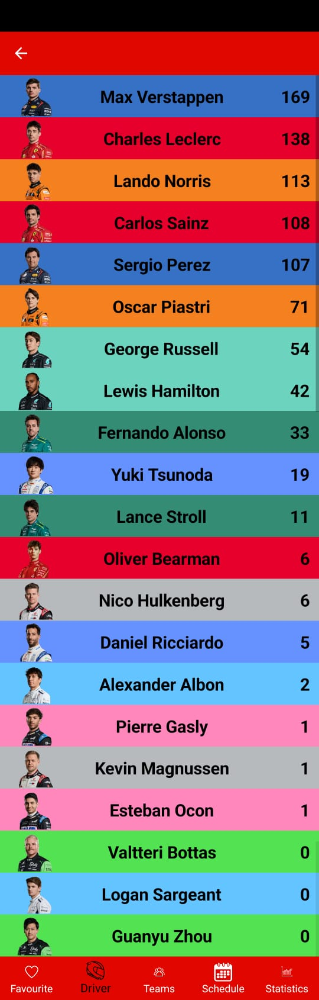 Max Verstappen 169
Charles Leclerc 138
Lando Norris 113
Carlos Sainz 108
Sergio Perez 107
Oscar Piastri 71
George Russell 54
Lewis Hamilton 42
Fernando Alonso 33
Yuki Tsunoda 19
Lance Stroll 11
Oliver Bearman 6
Nico Hulkenberg 6
Daniel Ricciardo 5
Alexander Albon 2
Pierre Gasly 1
Kevin Magnussen 1
Esteban Ocon 1
Valtteri Bottas 0
Logan Sargeant 0
Guanyu Zhou 0
Favourite Driver Teams Schedule Statistics